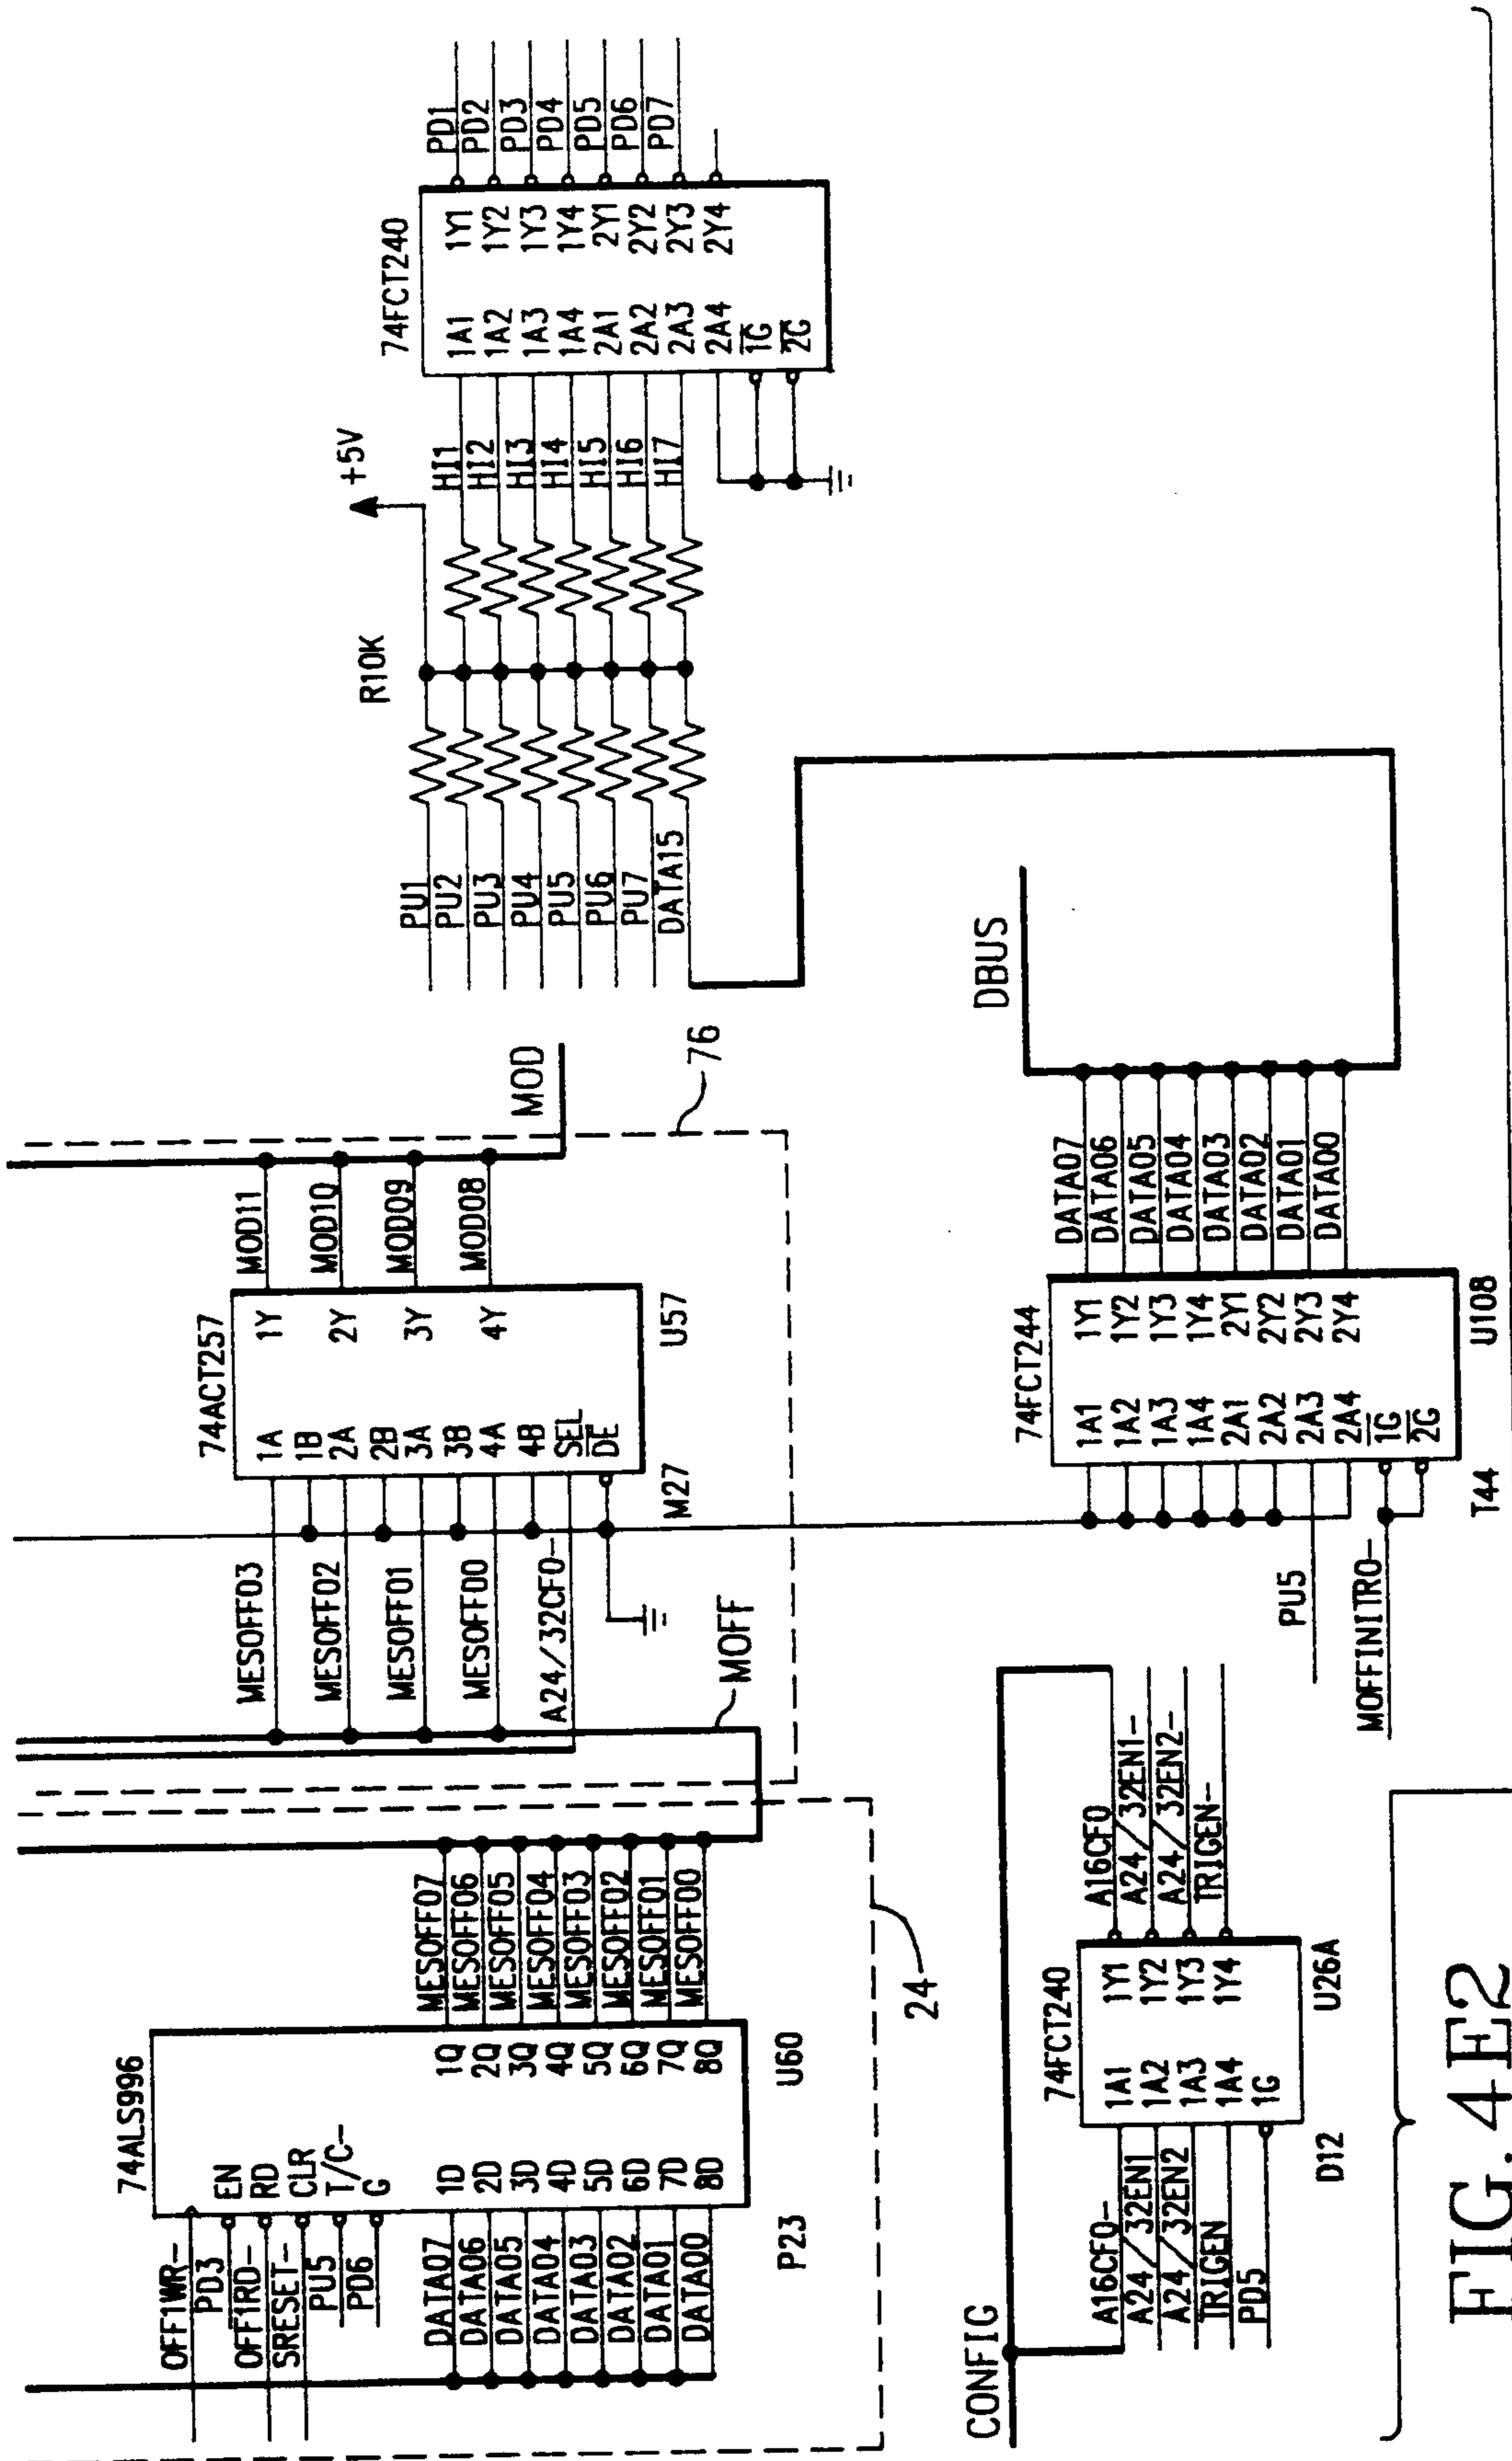 74ALS996
OFF1WR-
PD3
OFF1RD-
SRESET-
PU5
PD6
EN
RD
CLR
T/C-
G
DATA07
DATA06
DATA05
DATA04
DATA03
DATA02
DATA01
DATA00
1D
2D
3D
4D
5D
6D
7D
8D
1Q
2Q
3Q
4Q
5Q
6Q
7Q
8Q
MESOFF07
MESOFF06
MESOFF05
MESOFF04
MESOFF03
MESOFF02
MESOFF01
MESOFF00
P23
U60
24
MESOFF03
MESOFF02
MESOFF01
MESOFF00
A24/32CFO-
MOFF
74ACT257
1A
1B
2A
2B
3A
3B
4A
4B
SEL
DE
1Y
2Y
3Y
4Y
MOD11
MOD10
MOD09
MOD08
M27
U57
MOD
76
PU1
PU2
PU3
PU4
PU5
PU6
PU7
DATA15
R10K
+5V
HI1
HI2
HI3
HI4
HI5
HI6
HI7
74FCT240
1A1
1A2
1A3
1A4
2A1
2A2
2A3
2A4
1G
2G
1Y1
1Y2
1Y3
1Y4
2Y1
2Y2
2Y3
2Y4
PD1
PD2
PD3
PD4
PD5
PD6
PD7
CONFIG
A16CFO-
A24/32EN1
A24/32EN2
TRIGEN
PD5
74FCT240
1A1
1A2
1A3
1A4
1G
1Y1
1Y2
1Y3
1Y4
D12
U26A
A16CFO
A24/32EN1-
A24/32EN2-
TRIGEN-
PU5
MOFFINITRO-
74FCT244
1A1
1A2
1A3
1A4
2A1
2A2
2A3
2A4
1G
2G
1Y1
1Y2
1Y3
1Y4
2Y1
2Y2
2Y3
2Y4
T44
U108
DATA07
DATA06
DATA05
DATA04
DATA03
DATA02
DATA01
DATA00
DBUS
FIG. 4E2